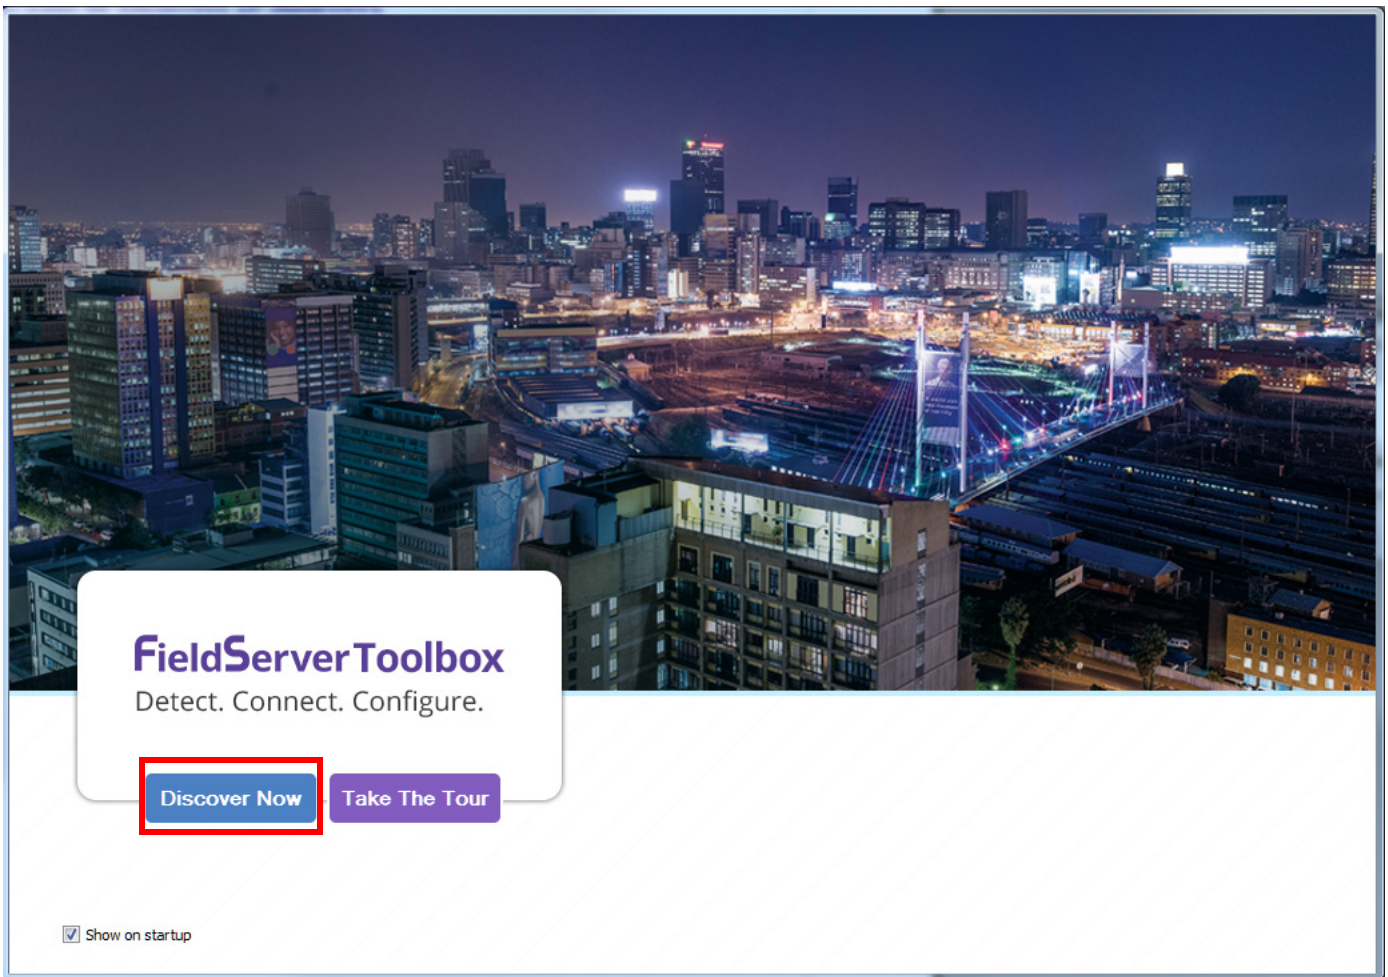 FieldServer Toolbox
Detect. Connect. Configure.
Discover Now
Take The Tour
Show on startup